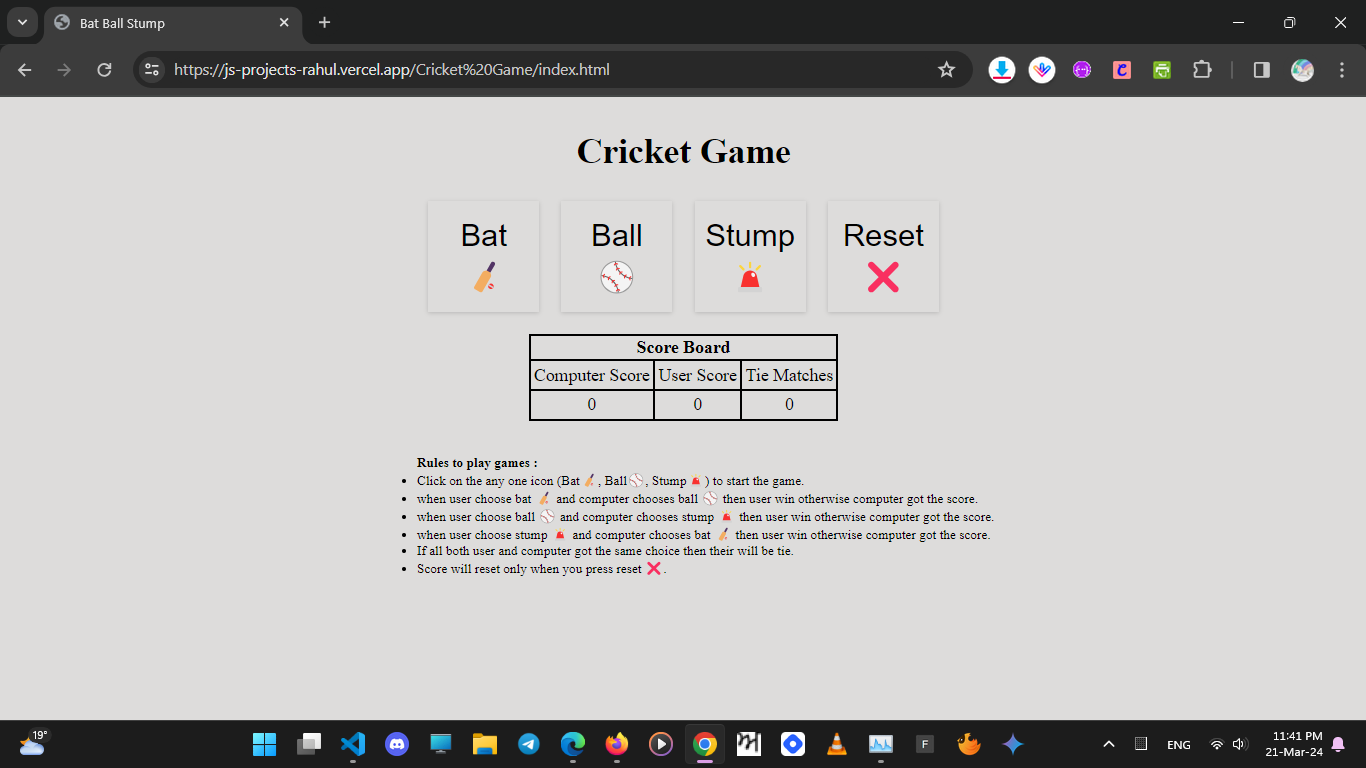 Bat Ball Stump
https://js-projects-rahul.vercel.app/Cricket%20Game/index.html
Cricket Game
Bat Ball Stump Reset
Score Board
Computer Score User Score Tie Matches
0 0 0
Rules to play games :
Click on the any one icon (Bat🏏, Ball⚾, Stump🚨) to start the game.
when user choose bat 🏏 and computer chooses ball ⚾ then user win otherwise computer got the score.
when user choose ball ⚾ and computer chooses stump 🚨 then user win otherwise computer got the score.
when user choose stump 🚨 and computer chooses bat 🏏 then user win otherwise computer got the score.
If all both user and computer got the same choice then their will be tie.
Score will reset only when you press reset ❌.
19°
ENG
11:41 PM
21-Mar-24